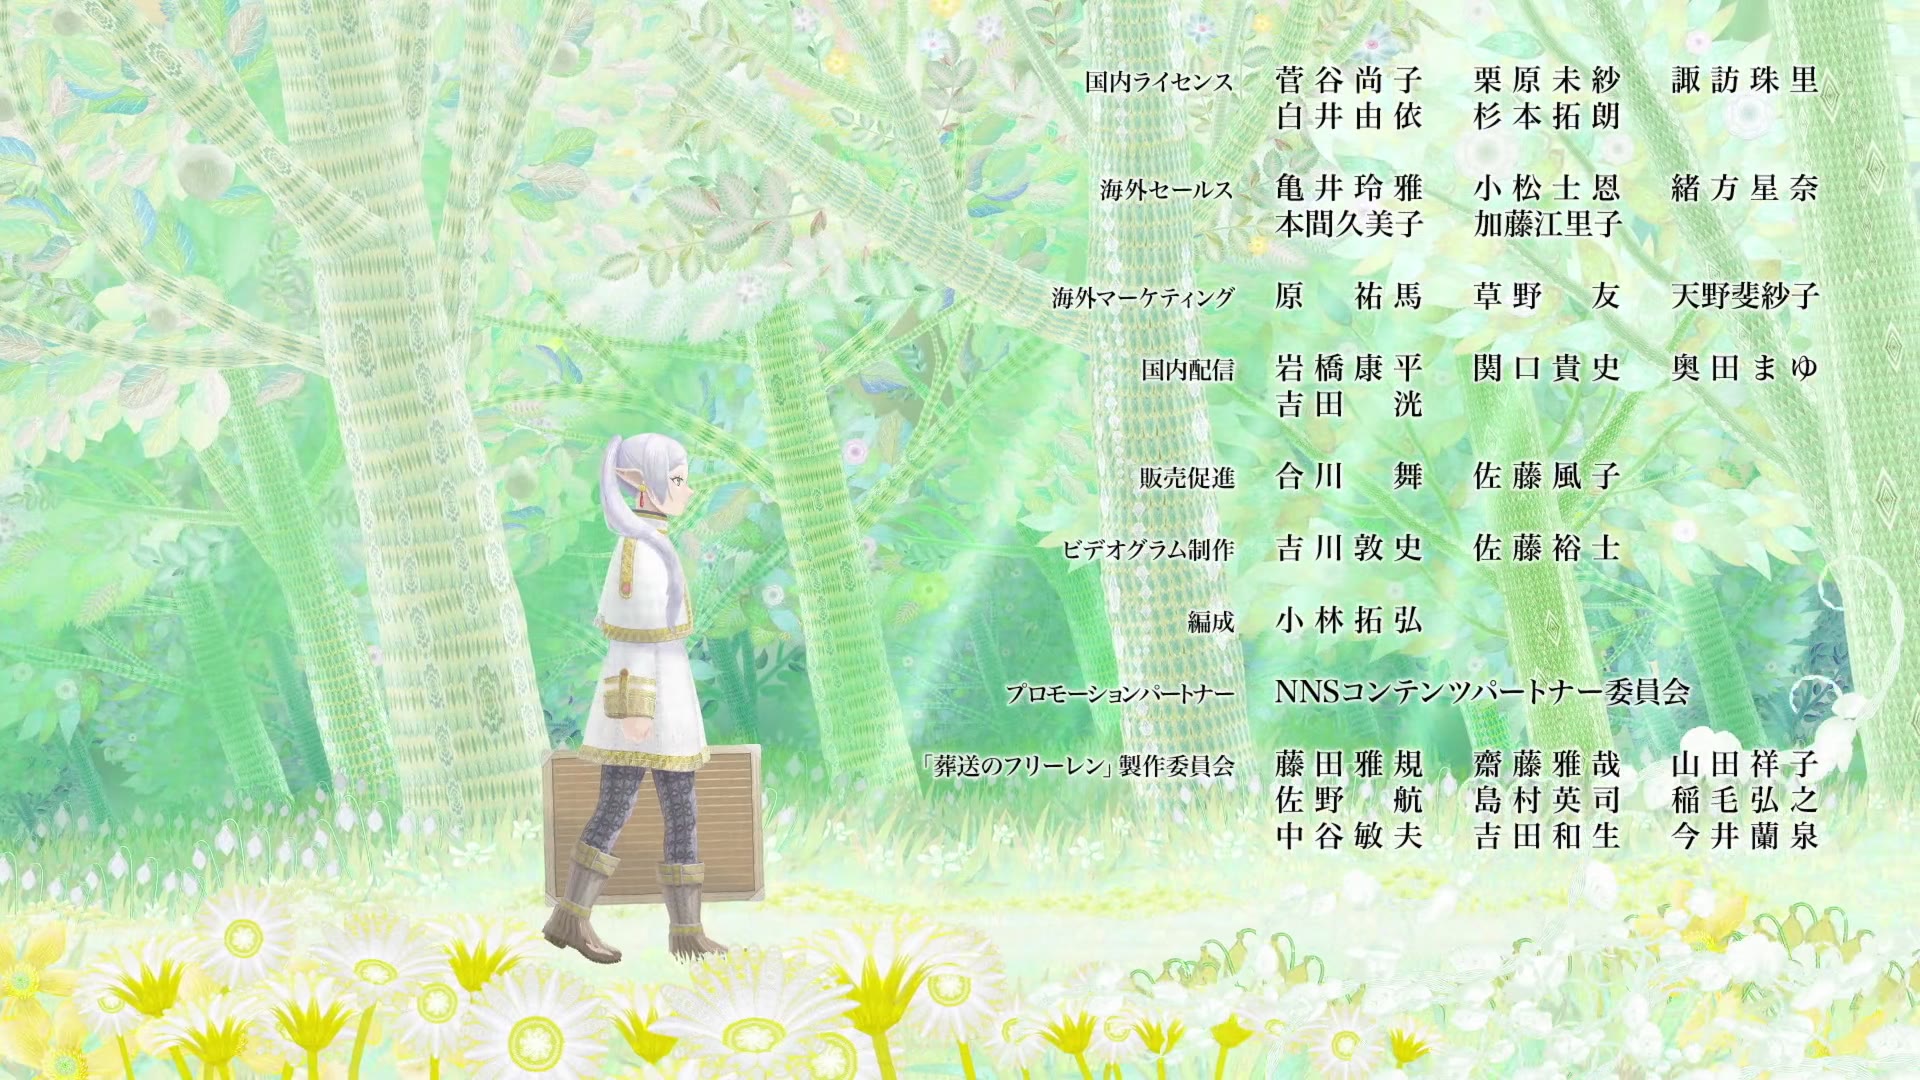 国内ライセンス 菅谷尚子 栗原未紗 諏訪珠里
白井由依 杉本拓朗
海外セールス 亀井玲雅 小松士恩 緒方星奈
本間久美子 加藤江里子
海外マーケティング 原 祐馬 草野 友 天野斐紗子
国内配信 岩橋康平 関口貴史 奥田まゆ
吉田 洸
販売促進 合川 舞 佐藤風子
ビデオグラム制作 吉川敦史 佐藤裕士
編成 小林拓弘
プロモーションパートナー NNSコンテンツパートナー委員会
「葬送のフリーレン」製作委員会 藤田雅規 齋藤雅哉 山田祥子
佐野 航 島村英司 稲毛弘之
中谷敏夫 吉田和生 今井蘭泉